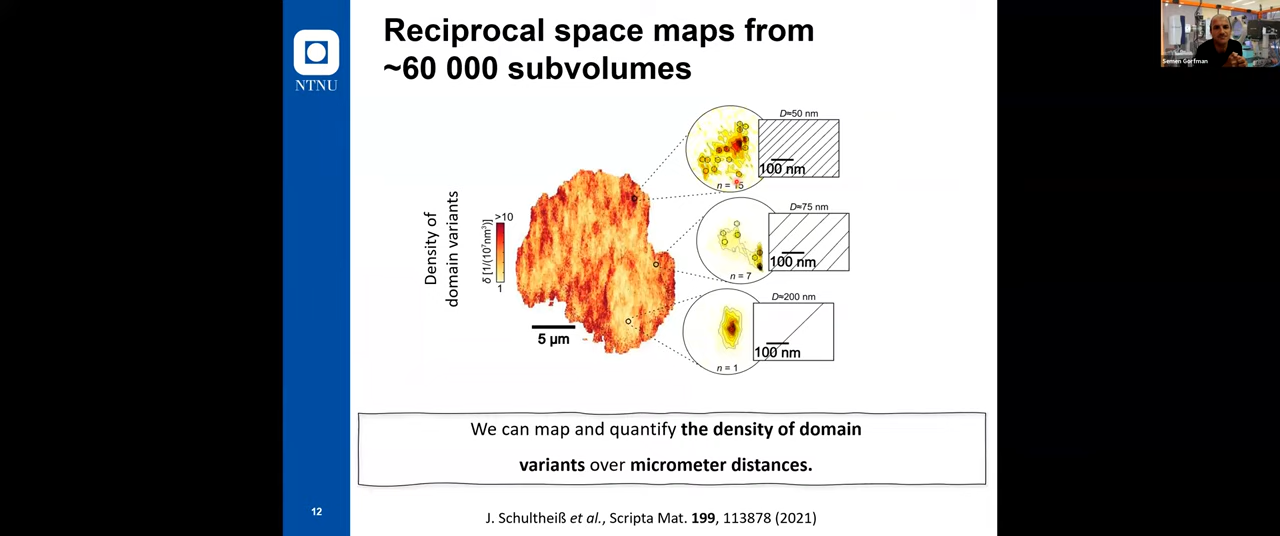 Reciprocal space maps from
~60 000 subvolumes
NTNU
Semën Gorfman
D≈50 nm
100 nm
n = 15
Density of
domain variants
>10
δ [1/(10⁷nm³)]
1
D≈75 nm
100 nm
n = 7
D≈200 nm
100 nm
n = 1
5 µm
We can map and quantify the density of domain
variants over micrometer distances.
12
J. Schultheiß et al., Scripta Mat. 199, 113878 (2021)